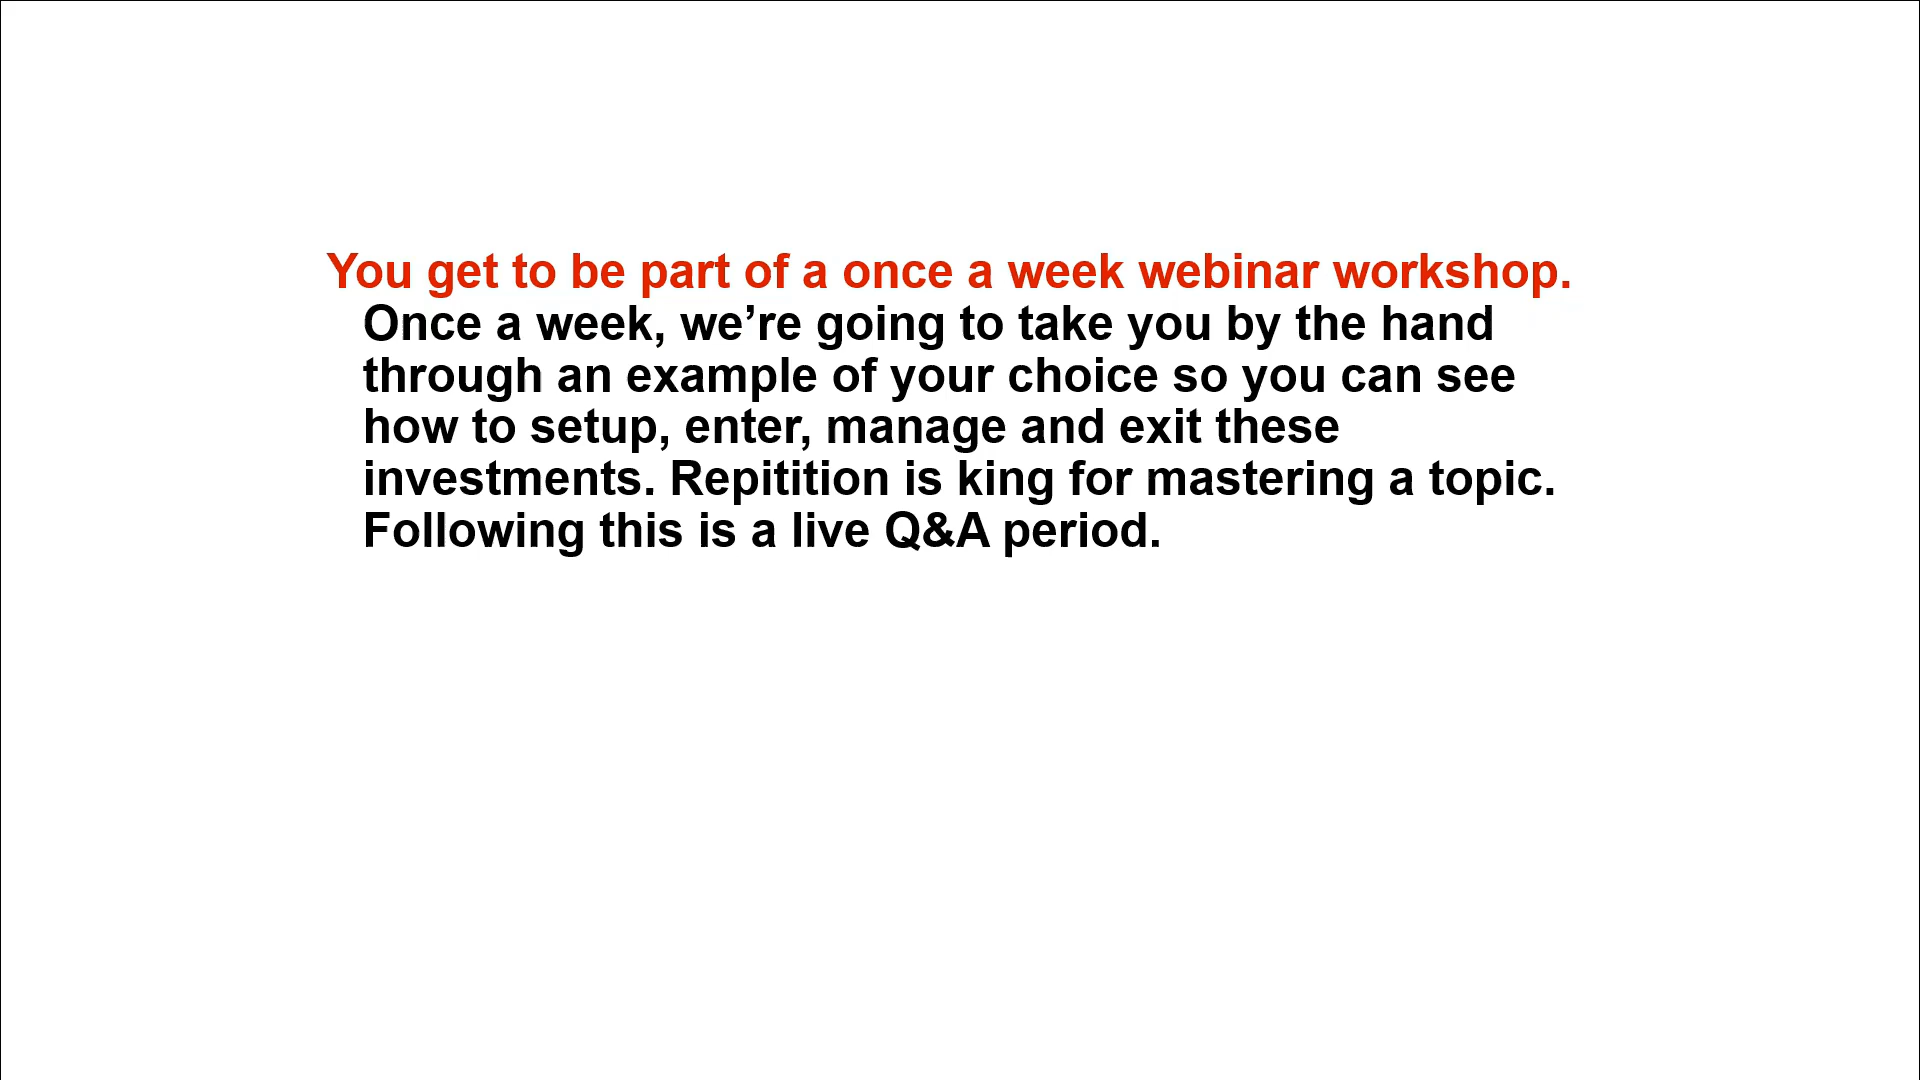 You get to be part of a once a week webinar workshop.
Once a week, we’re going to take you by the hand
through an example of your choice so you can see
how to setup, enter, manage and exit these
investments. Repitition is king for mastering a topic.
Following this is a live Q&A period.